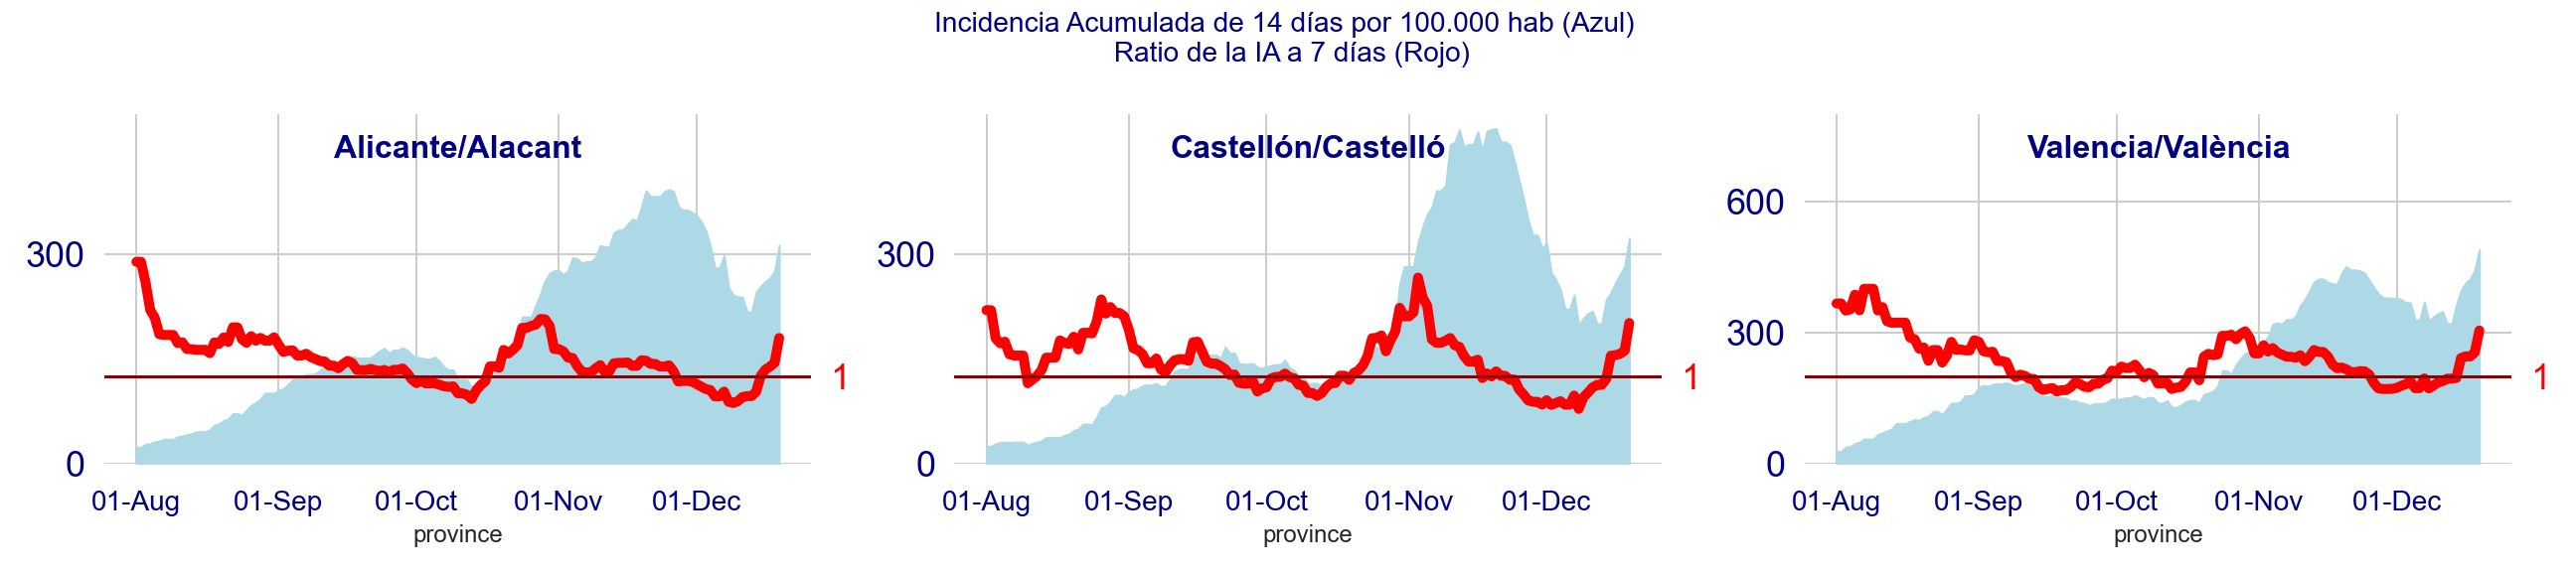 Incidencia Acumulada de 14 días por 100.000 hab (Azul)
Ratio de la IA a 7 días (Rojo)
Alicante/Alacant
300
0
1
01-Aug 01-Sep 01-Oct 01-Nov 01-Dec
province
Castellón/Castelló
300
0
1
01-Aug 01-Sep 01-Oct 01-Nov 01-Dec
province
Valencia/València
600
300
0
1
01-Aug 01-Sep 01-Oct 01-Nov 01-Dec
province